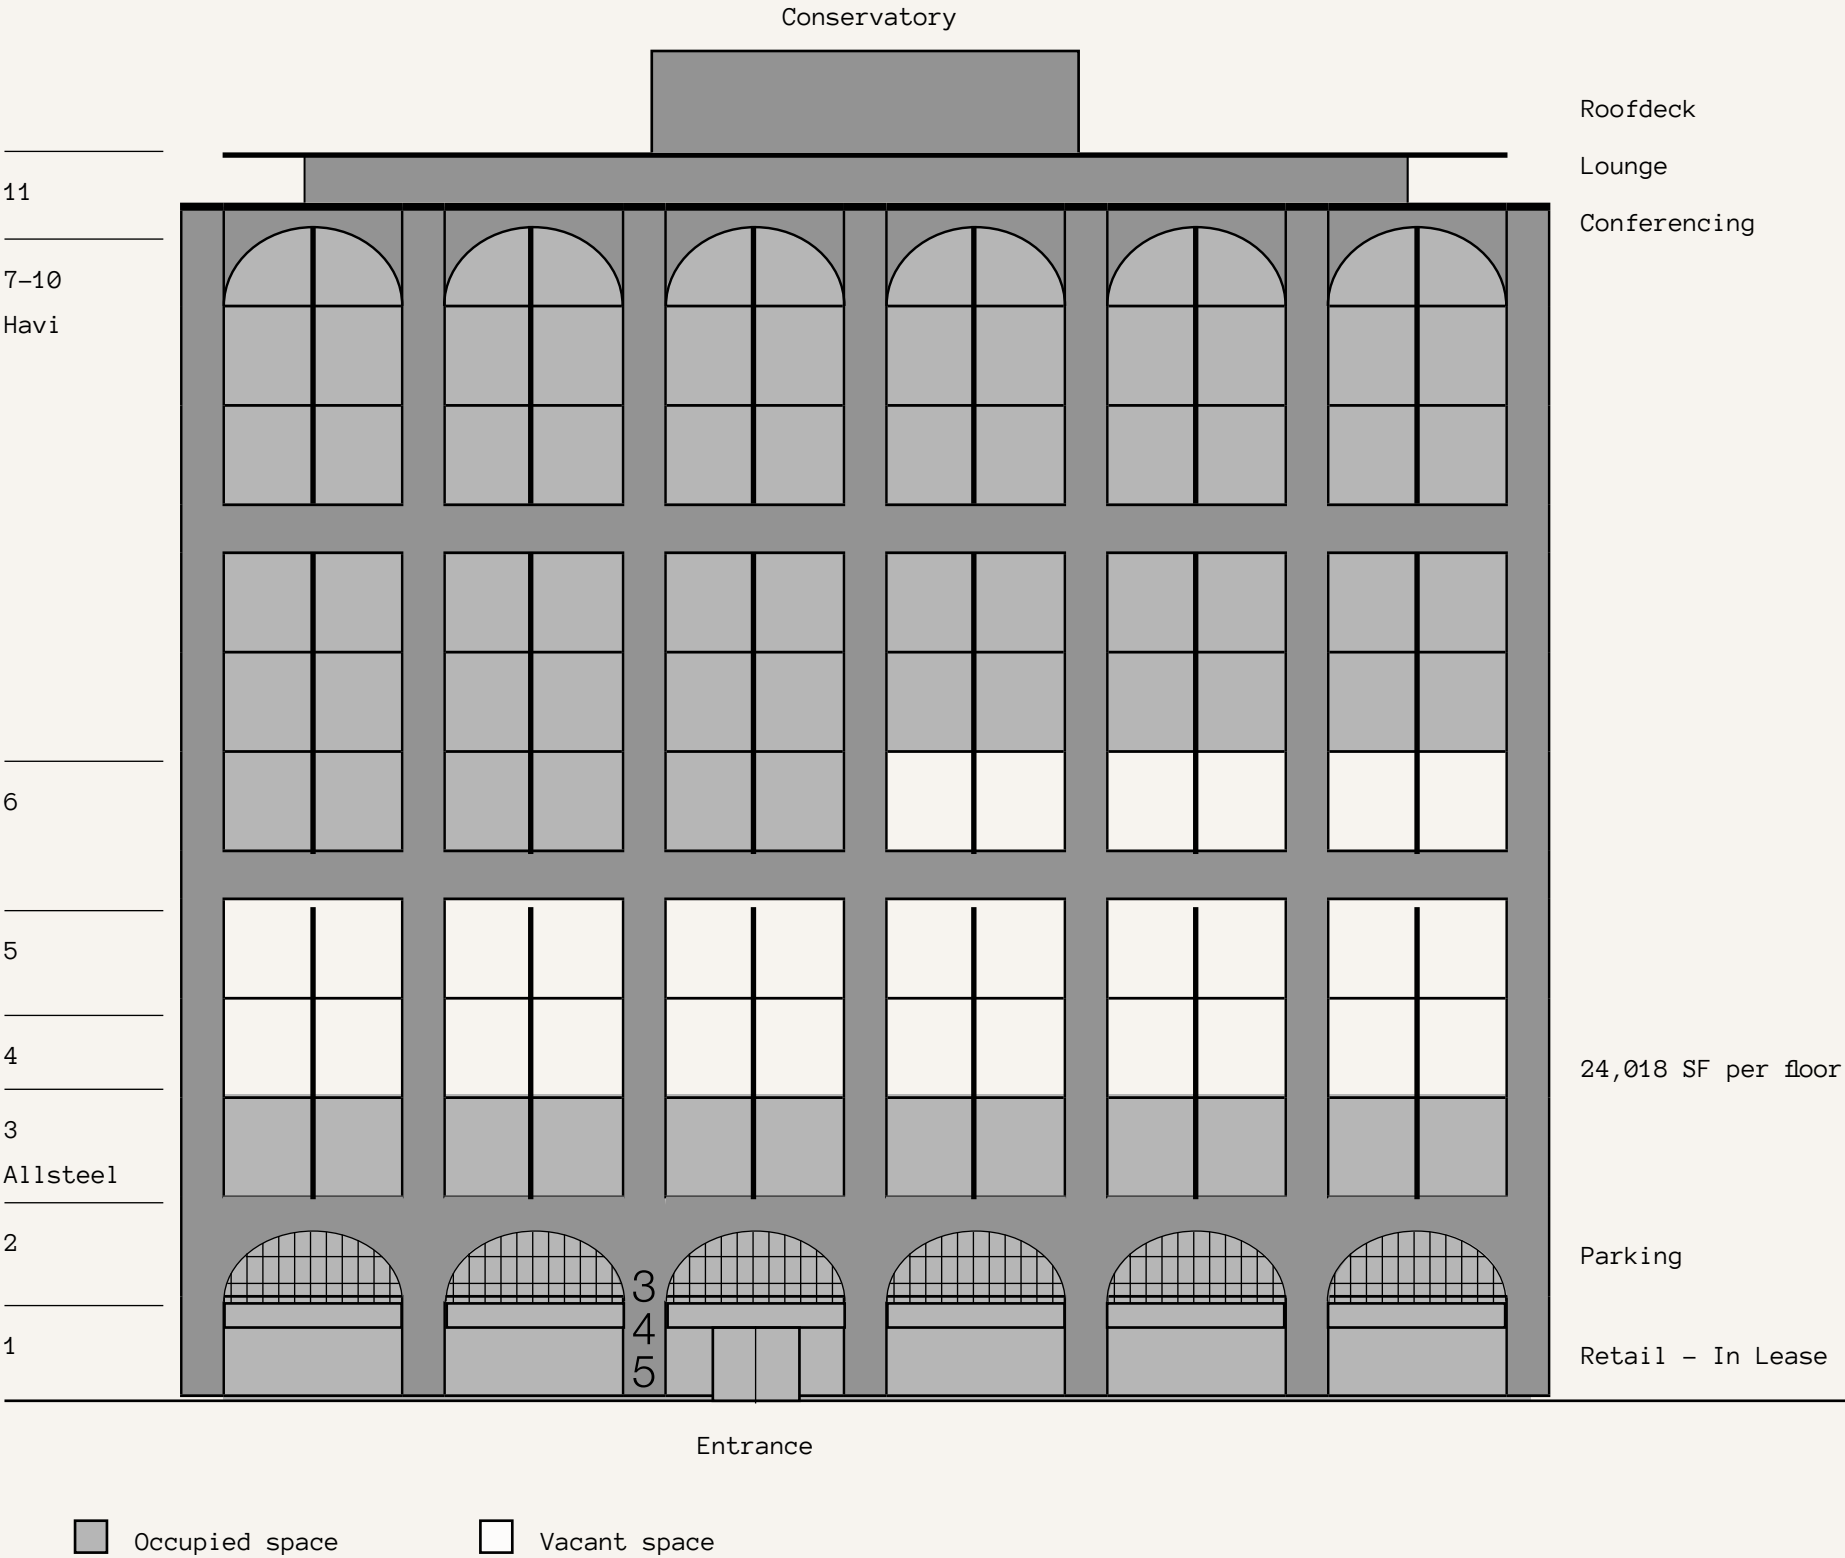 Conservatory
Roofdeck
Lounge
11
Conferencing
7–10
Havi
6
5
4
24,018 SF per floor
3
Allsteel
2
Parking
3
4
5
1
Retail – In Lease
Entrance
Occupied space
Vacant space